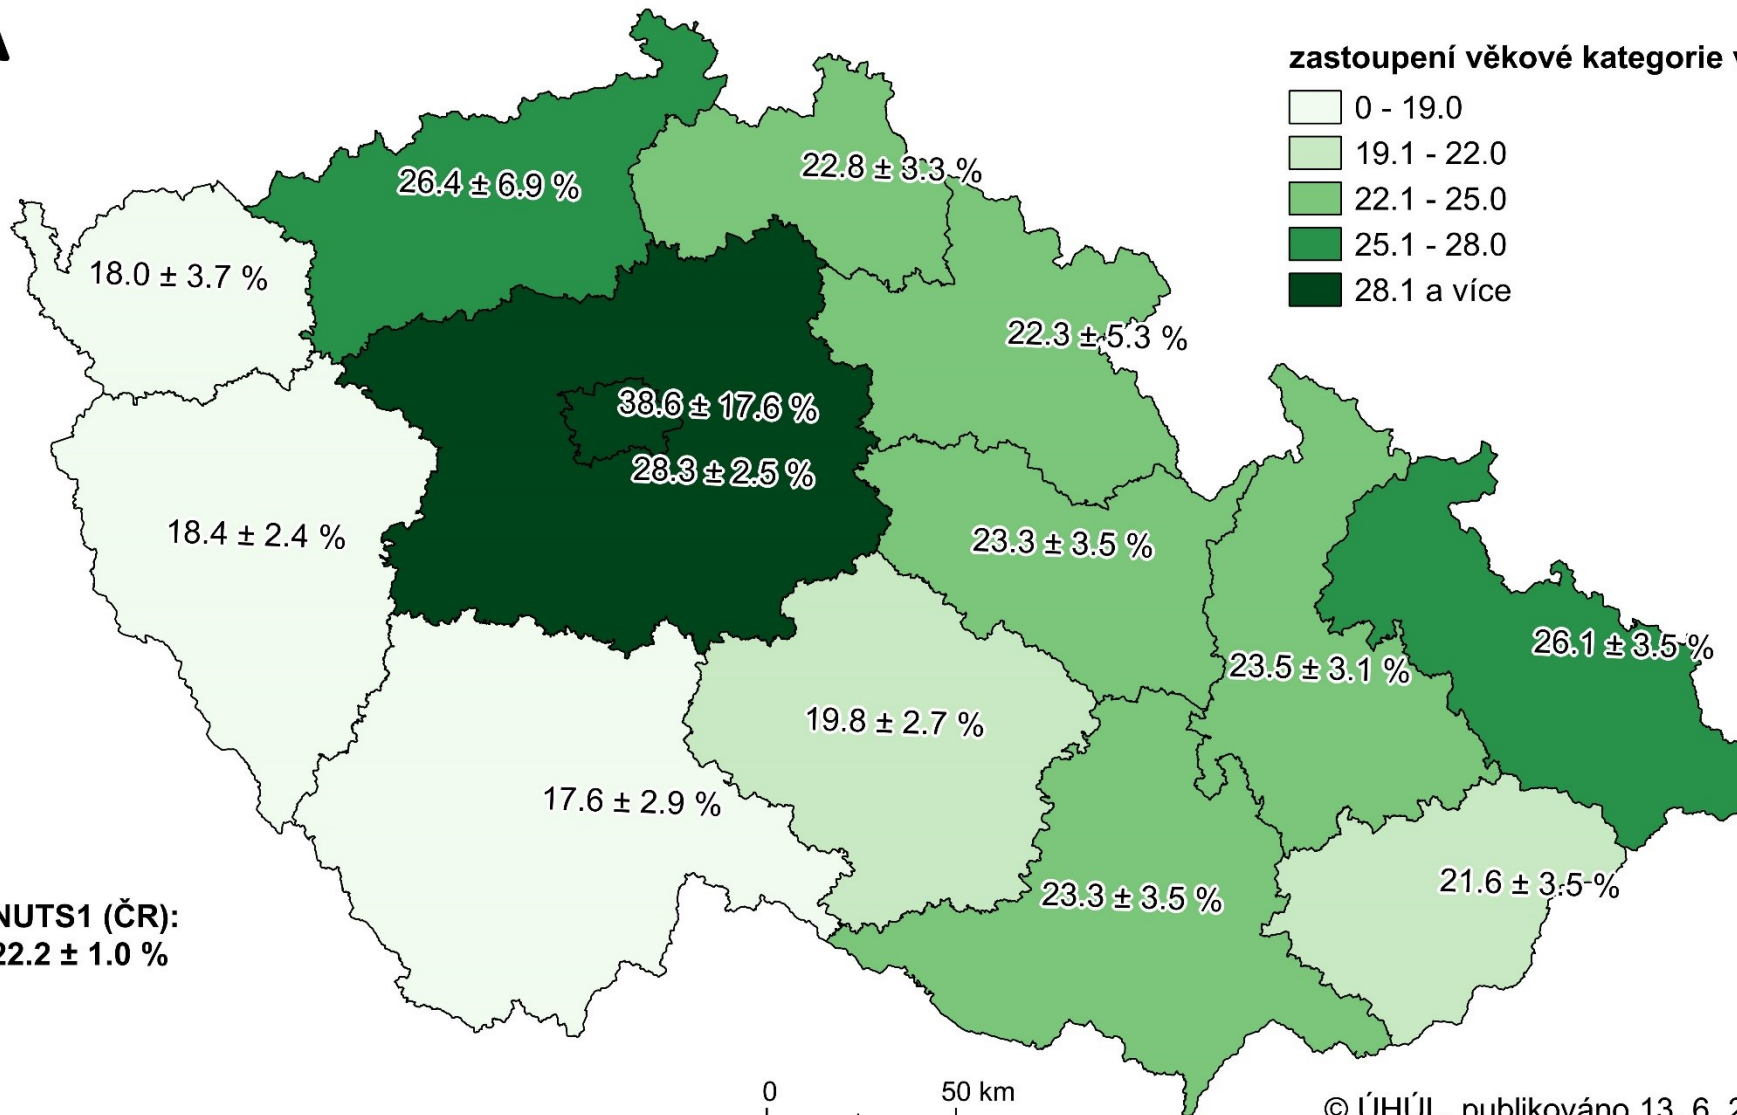 zastoupení věkové kategorie
0 - 19.0
19.1 - 22.0
22.1 - 25.0
25.1 - 28.0
28.1 a více
26.4 ± 6.9 %
22.8 ± 3.3 %
18.0 ± 3.7 %
22.3 ± 5.3 %
38.6 ± 17.6 %
28.3 ± 2.5 %
18.4 ± 2.4 %
23.3 ± 3.5 %
26.1 ± 3.5 %
23.5 ± 3.1 %
19.8 ± 2.7 %
17.6 ± 2.9 %
21.6 ± 3.5 %
23.3 ± 3.5 %
NUTS1 (ČR):
22.2 ± 1.0 %
0 50 km
© ÚHÚL, publikováno 13. 6.